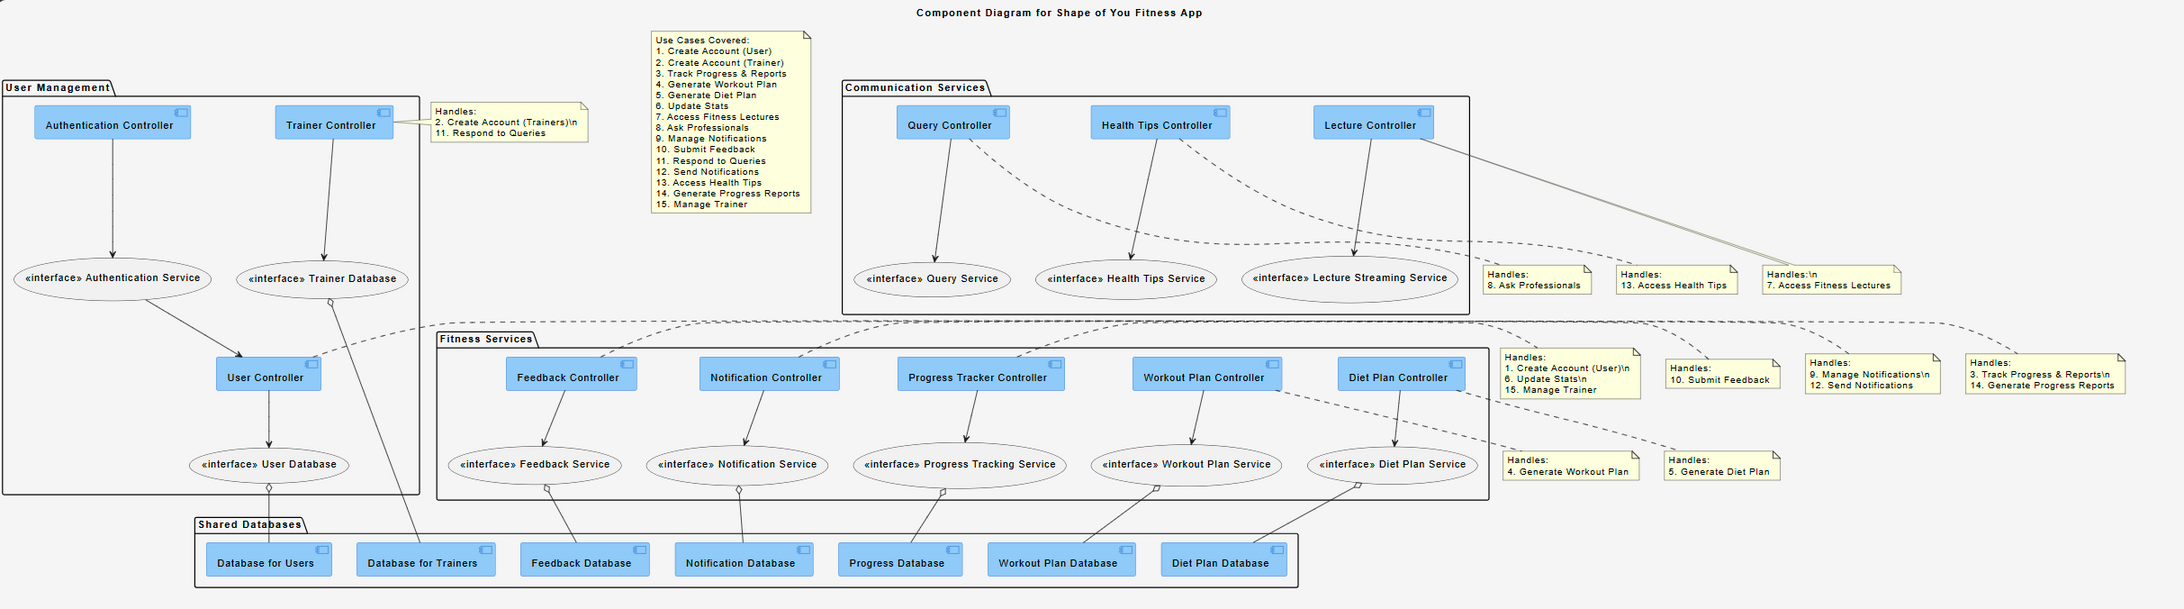 Component Diagram for Shape of You Fitness App
Use Cases Covered:
1. Create Account (User)
2. Create Account (Trainer)
3. Track Progress & Reports
4. Generate Workout Plan
5. Generate Diet Plan
6. Update Stats
7. Access Fitness Lectures
8. Ask Professionals
9. Manage Notifications
10. Submit Feedback
11. Respond to Queries
12. Send Notifications
13. Access Health Tips
14. Generate Progress Reports
15. Manage Trainer
User Management
Authentication Controller
Trainer Controller
Handles:
2. Create Account (Trainers)\n
11. Respond to Queries
«interface» Authentication Service
«interface» Trainer Database
User Controller
«interface» User Database
Communication Services
Query Controller
Health Tips Controller
Lecture Controller
«interface» Query Service
«interface» Health Tips Service
«interface» Lecture Streaming Service
Handles:
8. Ask Professionals
Handles:
13. Access Health Tips
Handles:\n
7. Access Fitness Lectures
Fitness Services
Feedback Controller
Notification Controller
Progress Tracker Controller
Workout Plan Controller
Diet Plan Controller
Handles:
1. Create Account (User)\n
6. Update Stats\n
15. Manage Trainer
Handles:
10. Submit Feedback
Handles:
9. Manage Notifications\n
12. Send Notifications
Handles:
3. Track Progress & Reports\n
14. Generate Progress Reports
«interface» Feedback Service
«interface» Notification Service
«interface» Progress Tracking Service
«interface» Workout Plan Service
«interface» Diet Plan Service
Handles:
4. Generate Workout Plan
Handles:
5. Generate Diet Plan
Shared Databases
Database for Users
Database for Trainers
Feedback Database
Notification Database
Progress Database
Workout Plan Database
Diet Plan Database